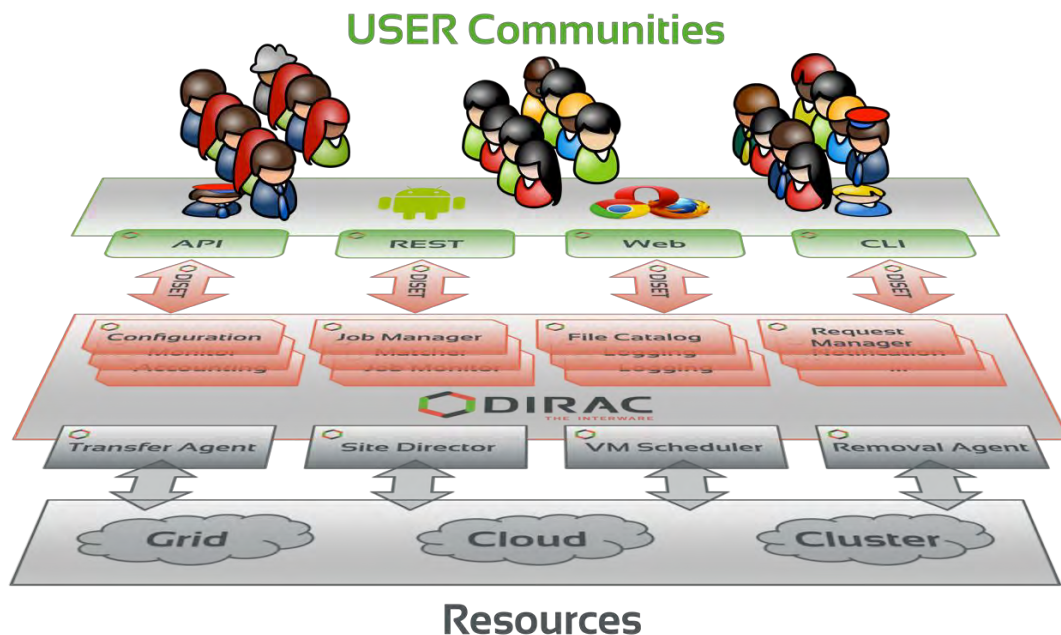 USER Communities
API
REST
Web
CLI
DISET
DISET
DISET
DISET
Configuration
Monitor
Accounting
Job Manager
Matcher
Job Monitor
File Catalog
Logging
Logging
Request
Manager
Notification
...
DIRAC
THE INTERWARE
Transfer Agent
Site Director
VM Scheduler
Removal Agent
Grid
Cloud
Cluster
Resources